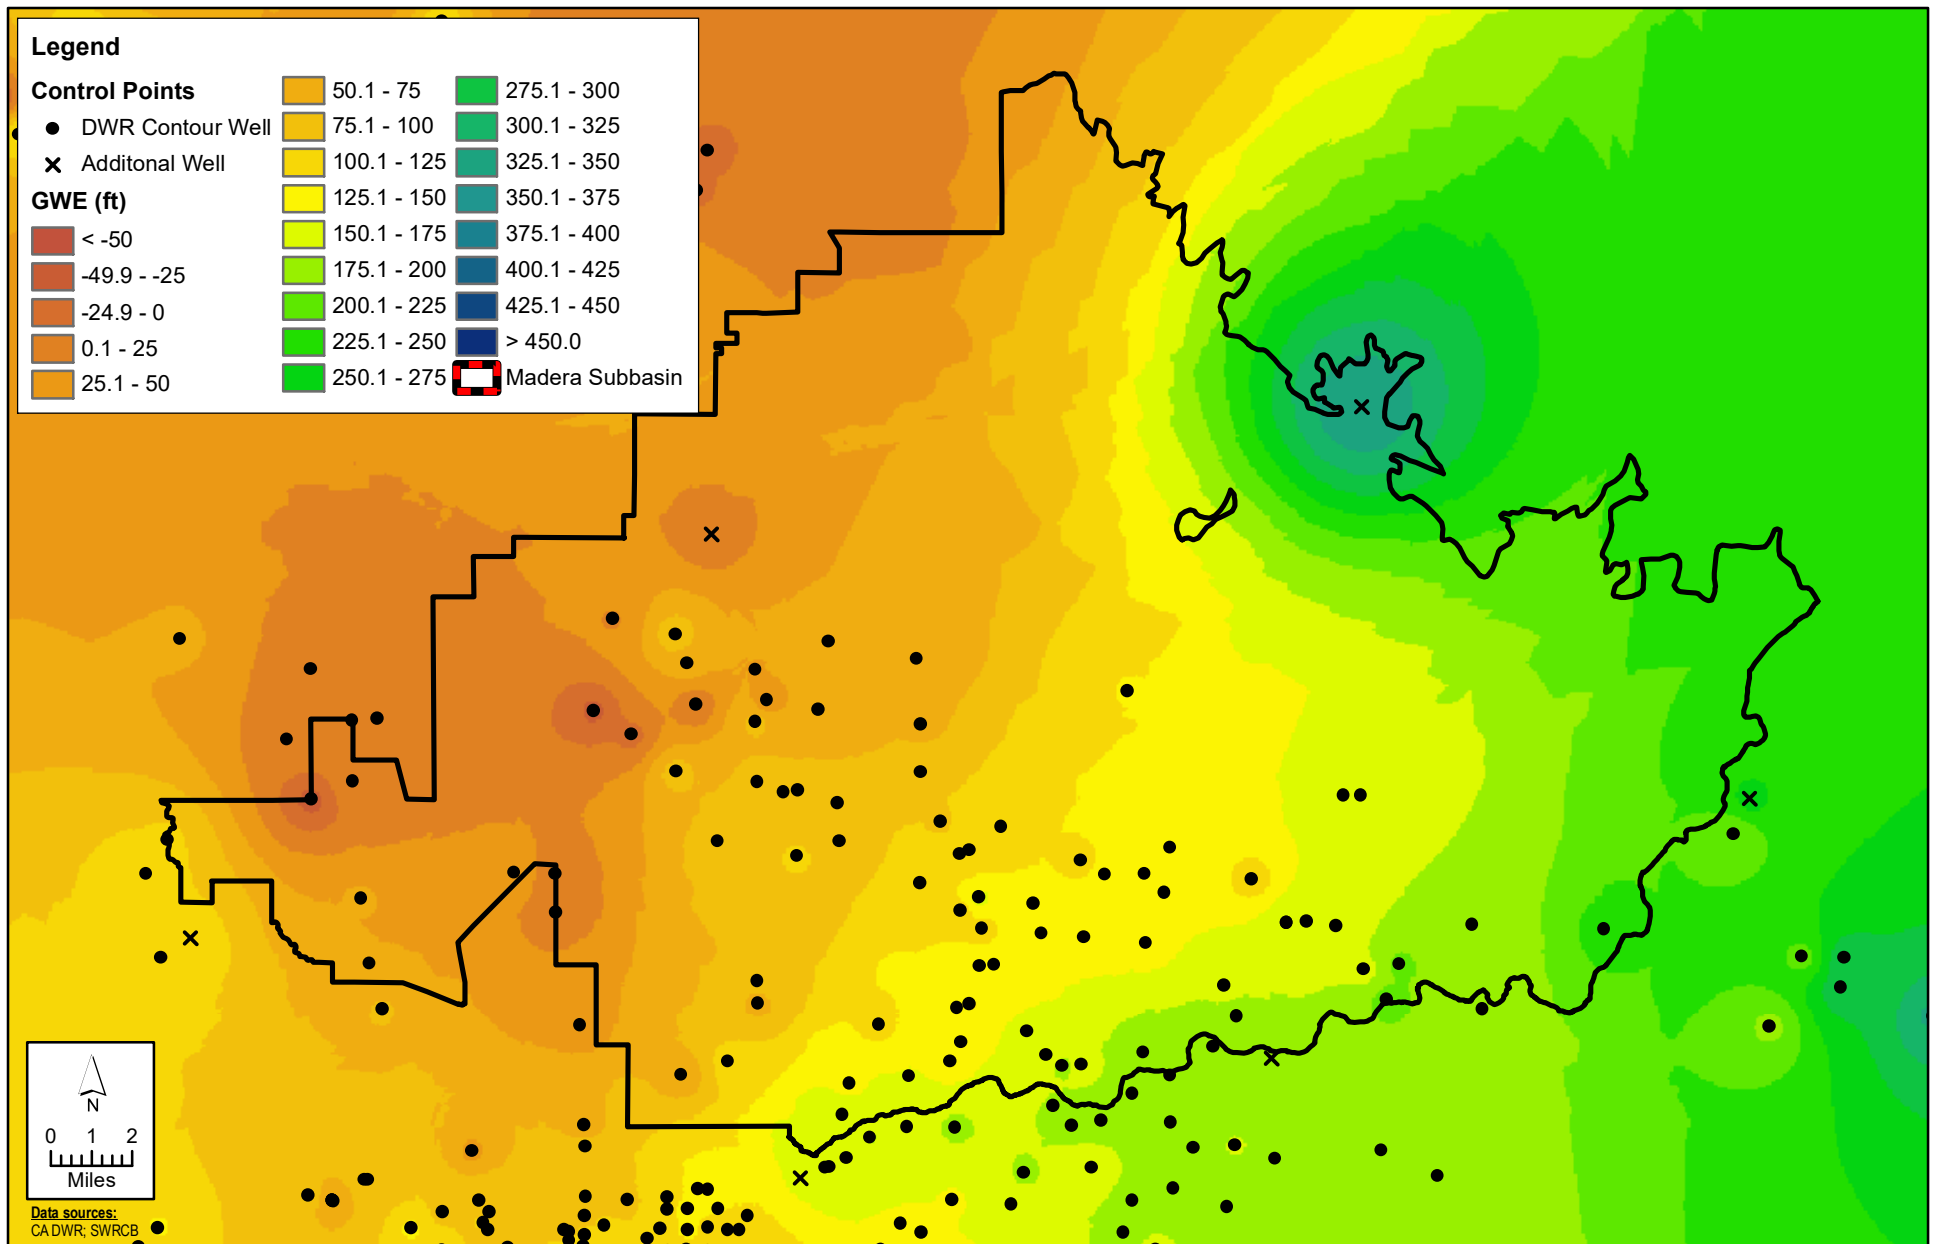 Legend
Control Points
DWR Contour Well
Additonal Well
GWE (ft)
< -50
-49.9 - -25
-24.9 - 0
0.1 - 25
25.1 - 50
50.1 - 75
75.1 - 100
100.1 - 125
125.1 - 150
150.1 - 175
175.1 - 200
200.1 - 225
225.1 - 250
250.1 - 275
275.1 - 300
300.1 - 325
325.1 - 350
350.1 - 375
375.1 - 400
400.1 - 425
425.1 - 450
> 450.0
Madera Subbasin
N
0 1 2
Miles
Data sources:
CA DWR; SWRCB